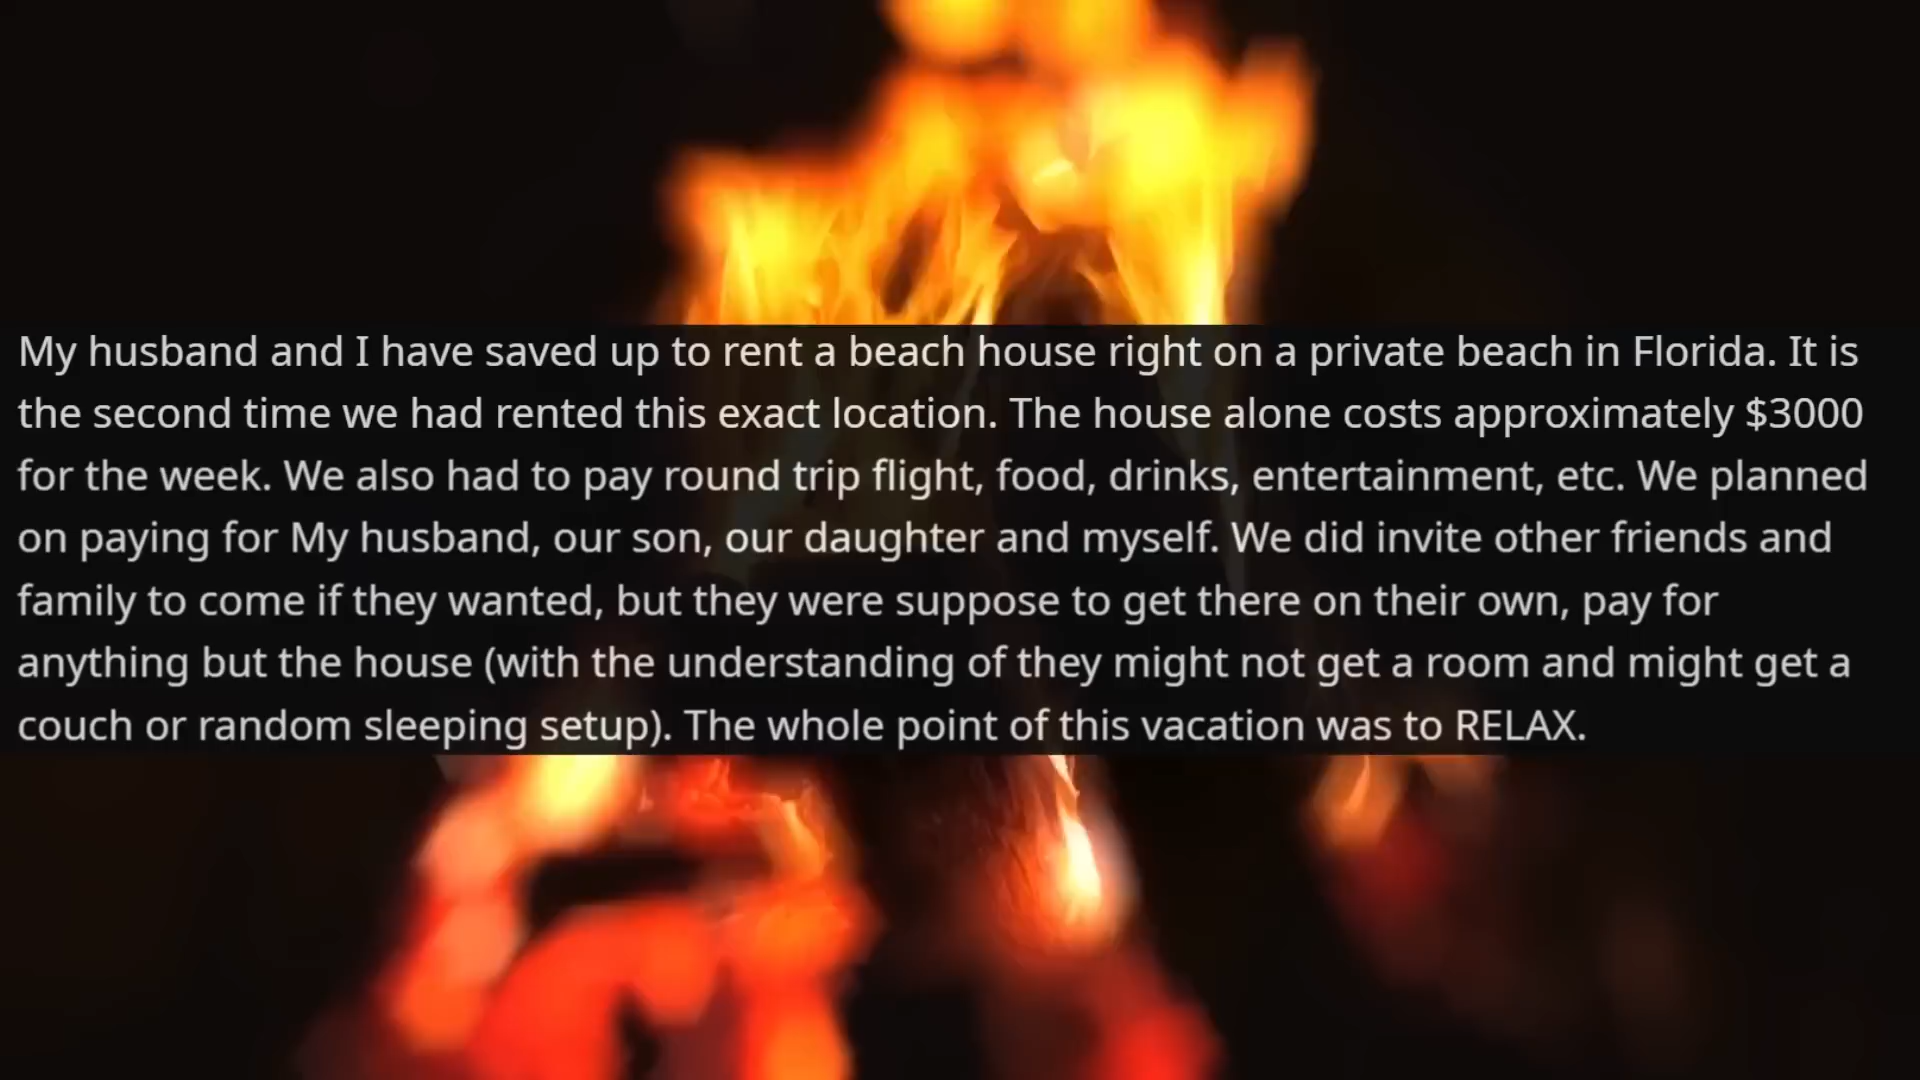 My husband and I have saved up to rent a beach house right on a private beach in Florida. It is
the second time we had rented this exact location. The house alone costs approximately $3000
for the week. We also had to pay round trip flight, food, drinks, entertainment, etc. We planned
on paying for My husband, our son, our daughter and myself. We did invite other friends and
family to come if they wanted, but they were suppose to get there on their own, pay for
anything but the house (with the understanding of they might not get a room and might get a
couch or random sleeping setup). The whole point of this vacation was to RELAX.